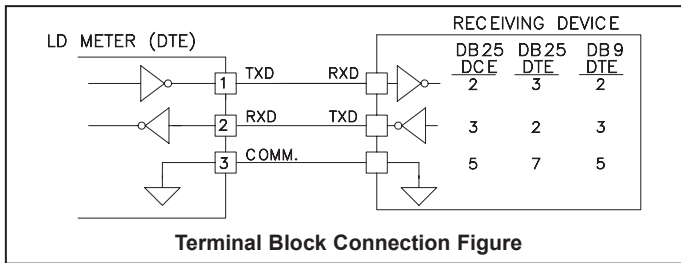 RECEIVING DEVICE
LD METER (DTE)
DB25 DB25 DB9
DCE DTE DTE
1 TXD RXD 2 3 2
2 RXD TXD 3 2 3
3 COMM. 5 7 5
Terminal Block Connection Figure